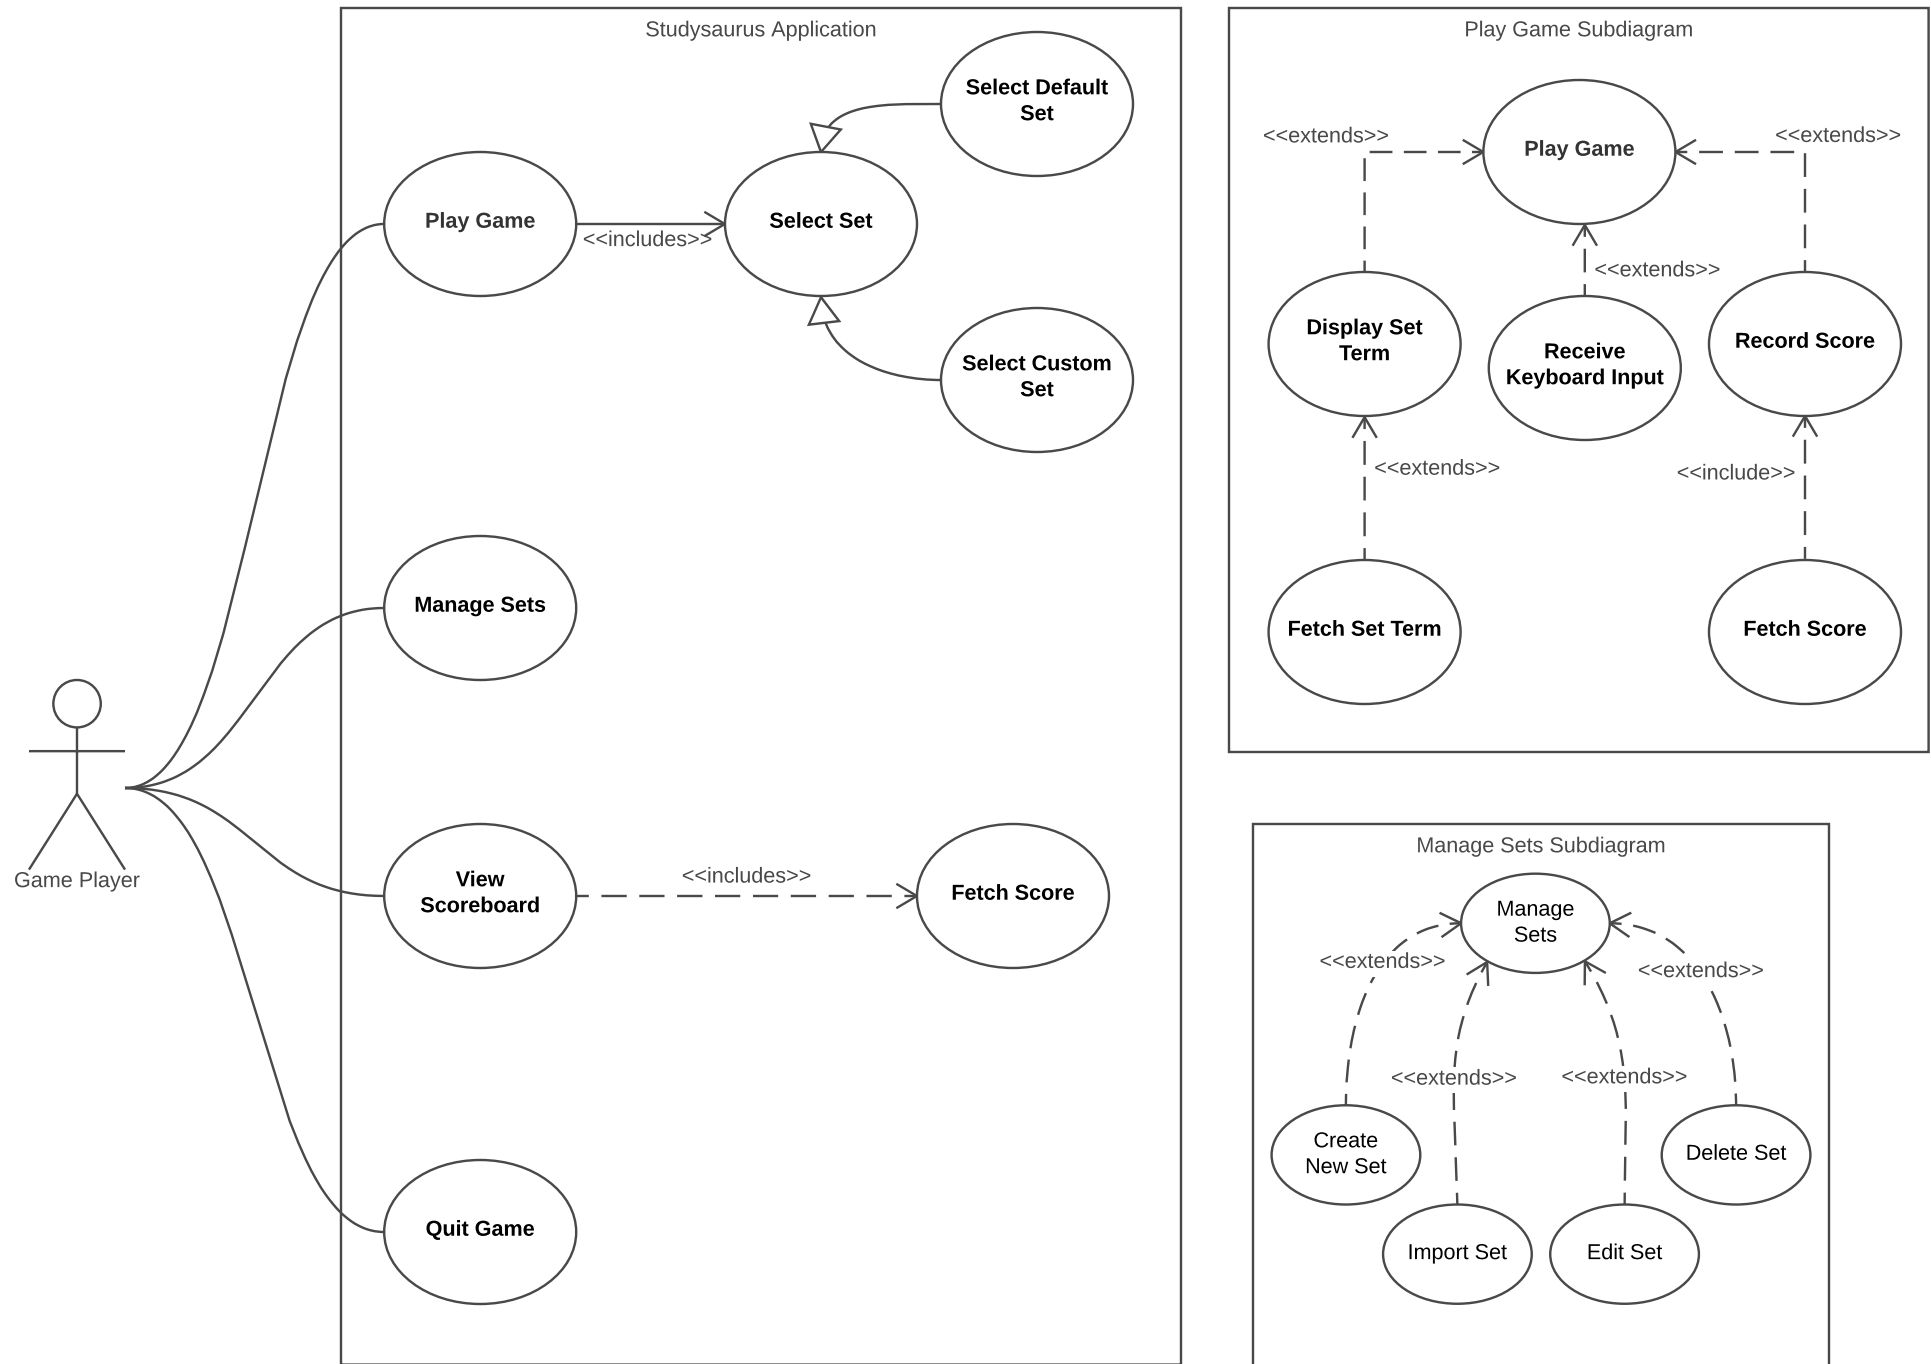 Studysaurus Application
Select Default
Set
Play Game
<<includes>>
Select Set
Select Custom
Set
Manage Sets
Game Player
View
Scoreboard
<<includes>>
Fetch Score
Quit Game
Play Game Subdiagram
<<extends>>
Play Game
<<extends>>
<<extends>>
Display Set
Term
Receive
Keyboard Input
Record Score
<<extends>>
<<include>>
Fetch Set Term
Fetch Score
Manage Sets Subdiagram
Manage
Sets
<<extends>>
<<extends>>
<<extends>>
<<extends>>
Create
New Set
Delete Set
Import Set
Edit Set